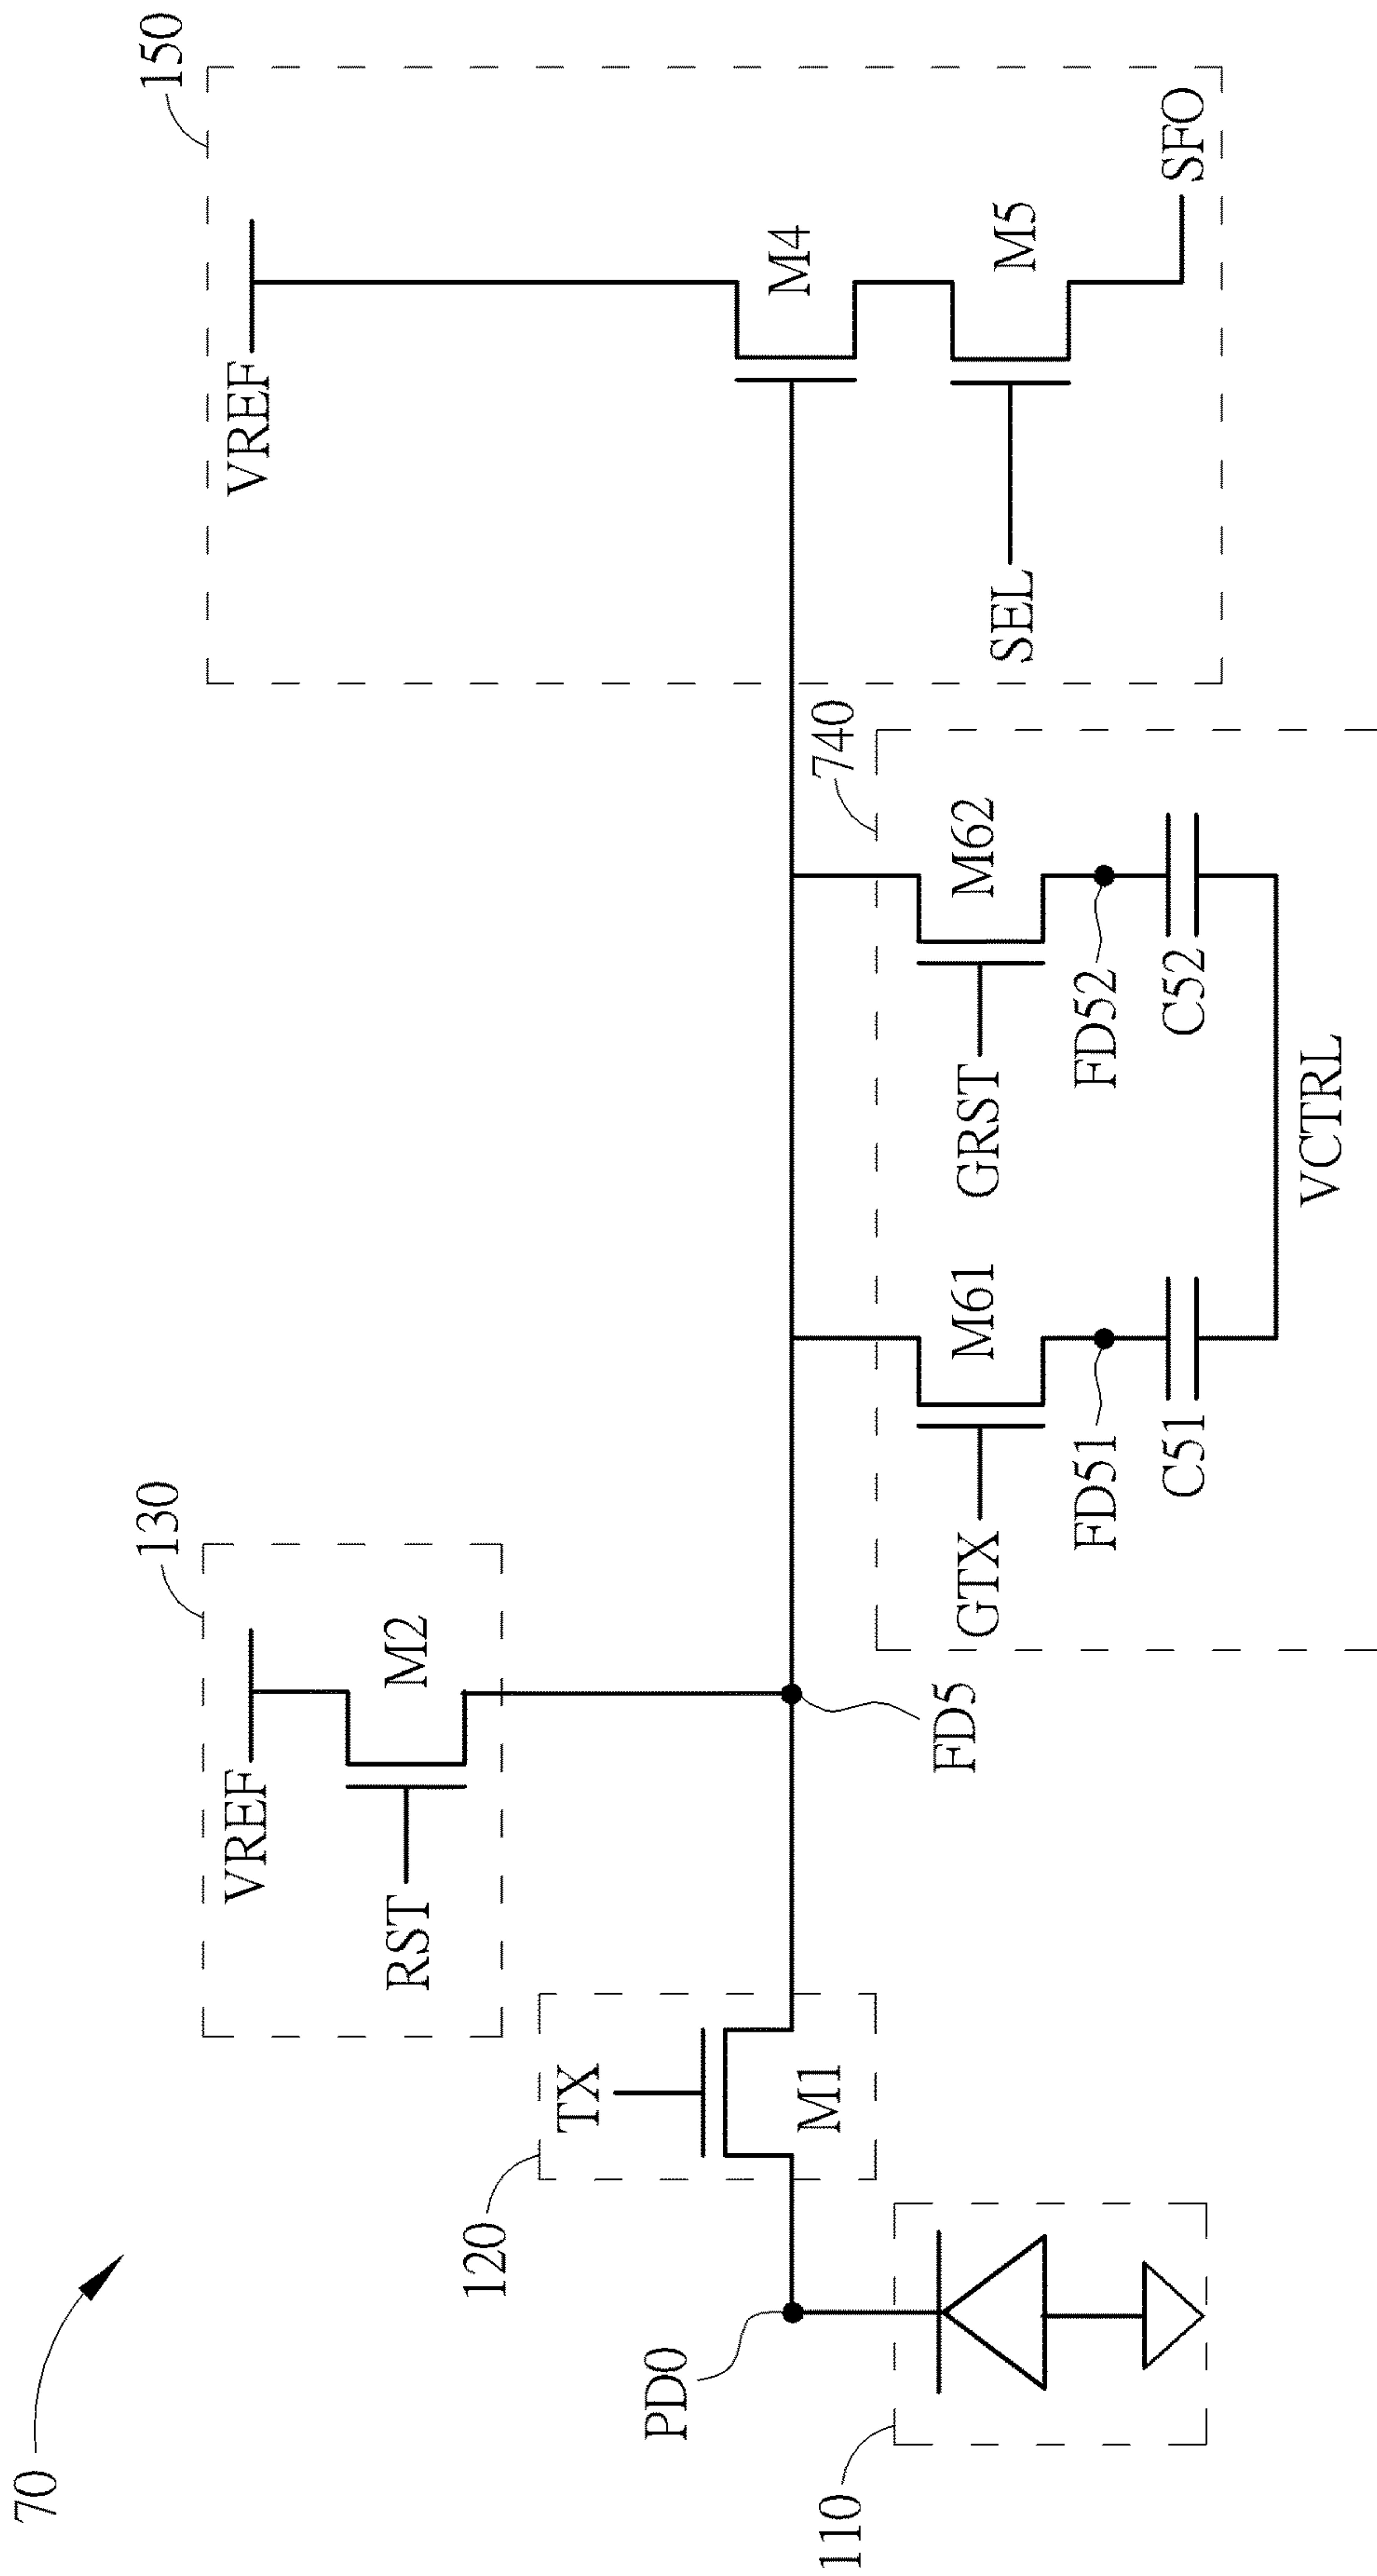 70
150
130
120
110
740
VREF
M4
M5
SEL
SFO
VREF
M2
RST
TX
M1
PD0
FD5
M61
GTX
FD51
C51
M62
GRST
FD52
C52
VCTRL